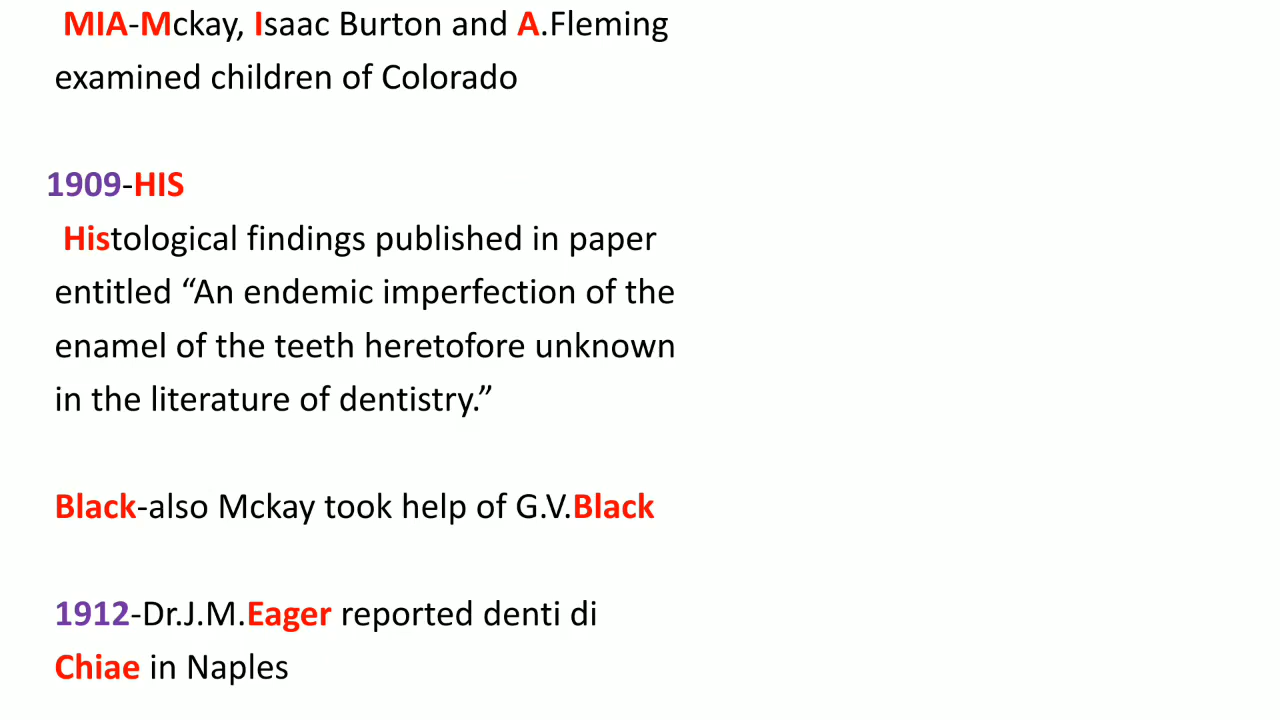 MIA-Mckay, Isaac Burton and A.Fleming
examined children of Colorado
1909-HIS
Histological findings published in paper
entitled “An endemic imperfection of the
enamel of the teeth heretofore unknown
in the literature of dentistry.”
Black-also Mckay took help of G.V.Black
1912-Dr.J.M.Eager reported denti di
Chiae in Naples